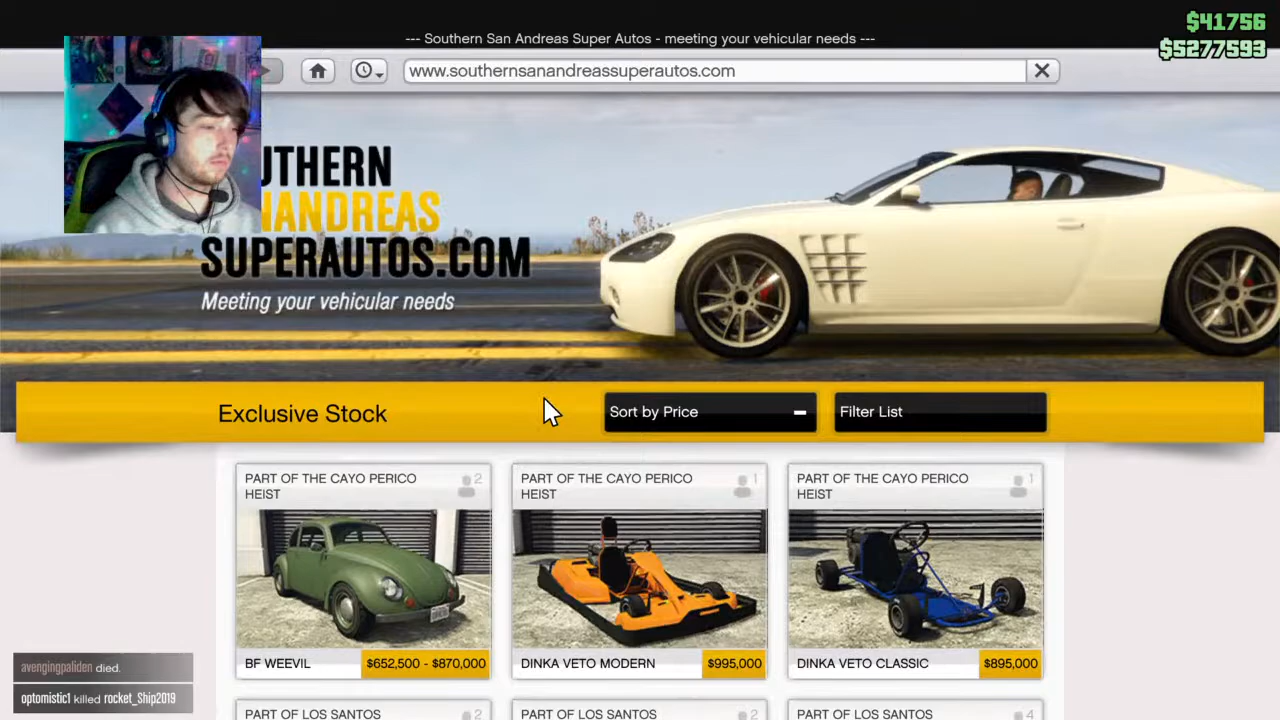 $41756
--- Southern San Andreas Super Autos - meeting your vehicular needs ---
$5277593
www.southernsanandreassuperautos.com
UTHERN
ANDREAS
SUPERAUTOS.COM
Meeting your vehicular needs
Exclusive Stock
Sort by Price
Filter List
PART OF THE CAYO PERICO HEIST
2
PART OF THE CAYO PERICO HEIST
1
PART OF THE CAYO PERICO HEIST
1
BF WEEVIL
$652,500 - $870,000
DINKA VETO MODERN
$995,000
DINKA VETO CLASSIC
$895,000
avengingpaliden died.
optomistic1 killed rocket_Ship2019
PART OF LOS SANTOS
2
PART OF LOS SANTOS
2
PART OF LOS SANTOS
4